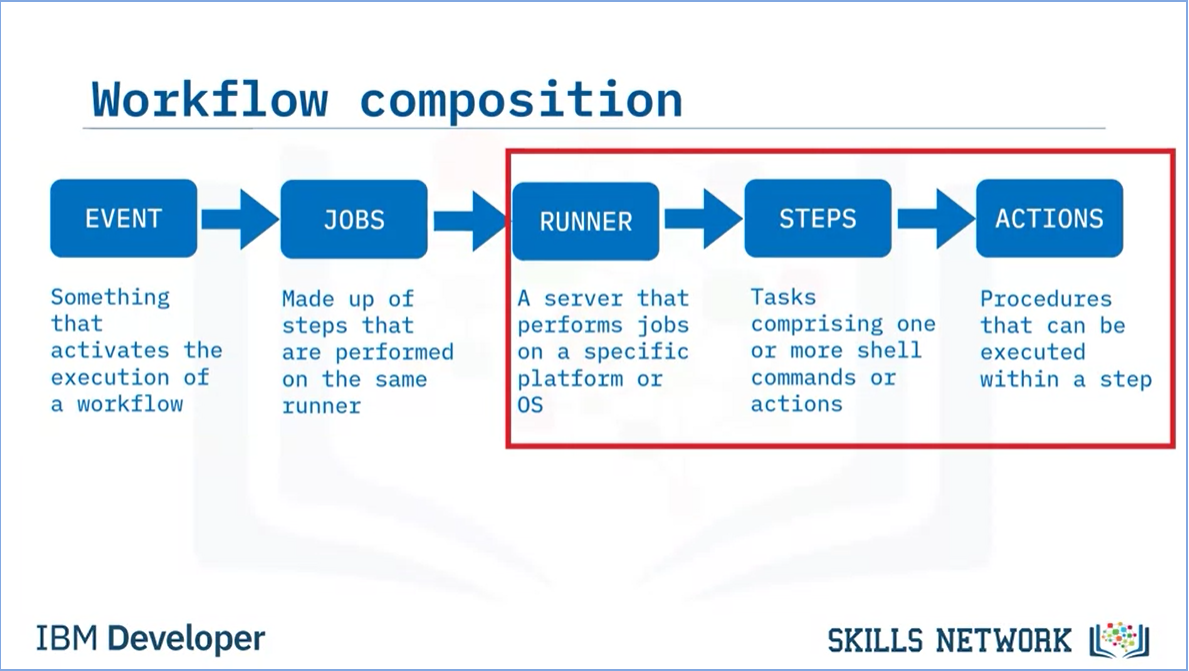 Workflow composition
EVENT
JOBS
RUNNER
STEPS
ACTIONS
Something
that
activates the
execution of
a workflow
Made up of
steps that
are performed
on the same
runner
A server that
performs jobs
on a specific
platform or
OS
Tasks
comprising one
or more shell
commands or
actions
Procedures
that can be
executed
within a step
IBM Developer
SKILLS NETWORK